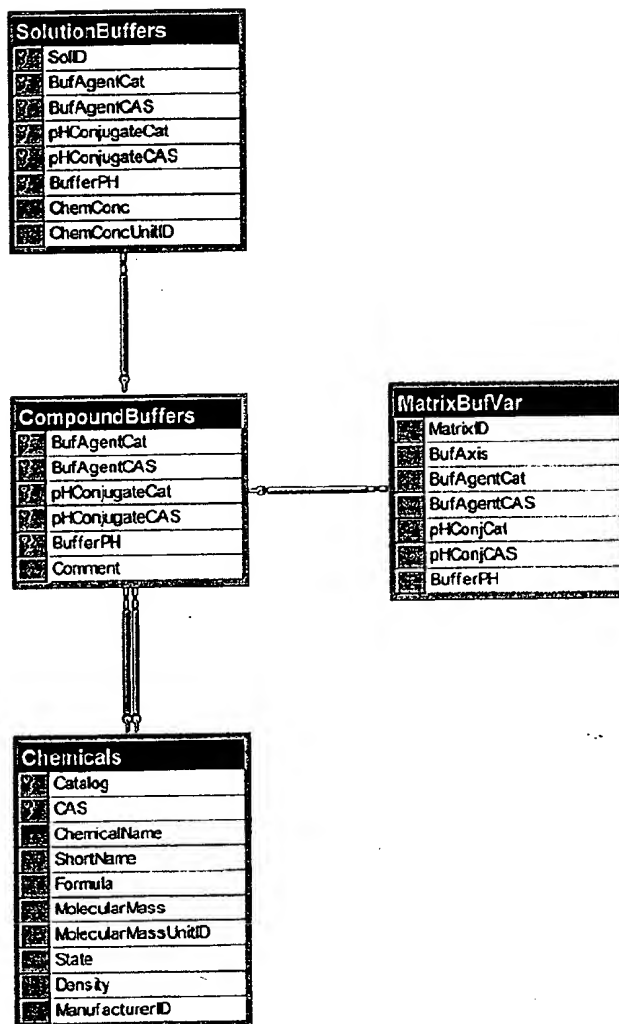 SolutionBuffers
SolID
BufAgentCat
BufAgentCAS
pHConjugateCat
pHConjugateCAS
BufferPH
ChemConc
ChemConcUnitID
CompoundBuffers
BufAgentCat
BufAgentCAS
pHConjugateCat
pHConjugateCAS
BufferPH
Comment
MatrixBufVar
MatrixID
BufAxis
BufAgentCat
BufAgentCAS
pHConjCat
pHConjCAS
BufferPH
Chemicals
Catalog
CAS
ChemicalName
ShortName
Formula
MolecularMass
MolecularMassUnitID
State
Density
ManufacturerID